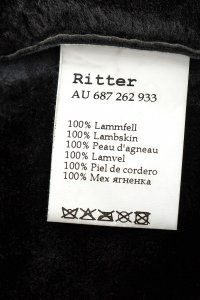 Ritter
AU 687 262 933
100% Lammfell
100% Lambskin
100% Peau d'agneau
100% Lamvel
100% Piel de cordero
100% Мех ягненка